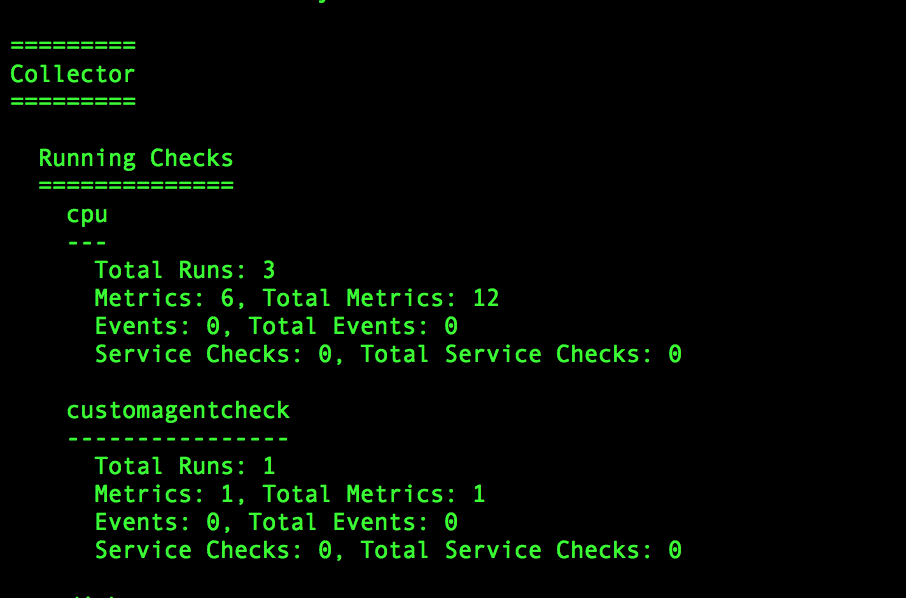 =========
Collector
=========
Running Checks
==============
cpu
---
Total Runs: 3
Metrics: 6, Total Metrics: 12
Events: 0, Total Events: 0
Service Checks: 0, Total Service Checks: 0
customagentcheck
----------------
Total Runs: 1
Metrics: 1, Total Metrics: 1
Events: 0, Total Events: 0
Service Checks: 0, Total Service Checks: 0